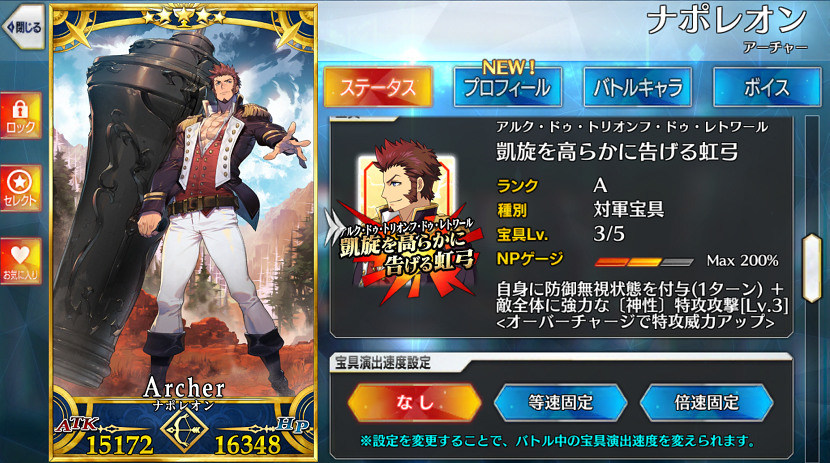 閉じる
ロック
セレクト
お気に入り
Archer
ナポレオン
ATK
15172
16348
HP
ナポレオン
アーチャー
NEW!
ステータス
プロフィール
バトルキャラ
ボイス
アルク・ドゥ・トリオンフ・ドゥ・レトワール
凱旋を高らかに告げる虹弓
アルク・ドゥ・トリオンフ・ドゥ・レトワール
凱旋を高らかに
告げる虹弓
ランク A
種別 対軍宝具
宝具Lv. 3/5
NPゲージ Max 200%
自身に防御無視状態を付与(1ターン) +
敵全体に強力な〔神性〕特攻攻撃[Lv.3]
<オーバーチャージで特攻威力アップ>
宝具演出速度設定
なし
等速固定
倍速固定
※設定を変更することで、バトル中の宝具演出速度を変えられます。